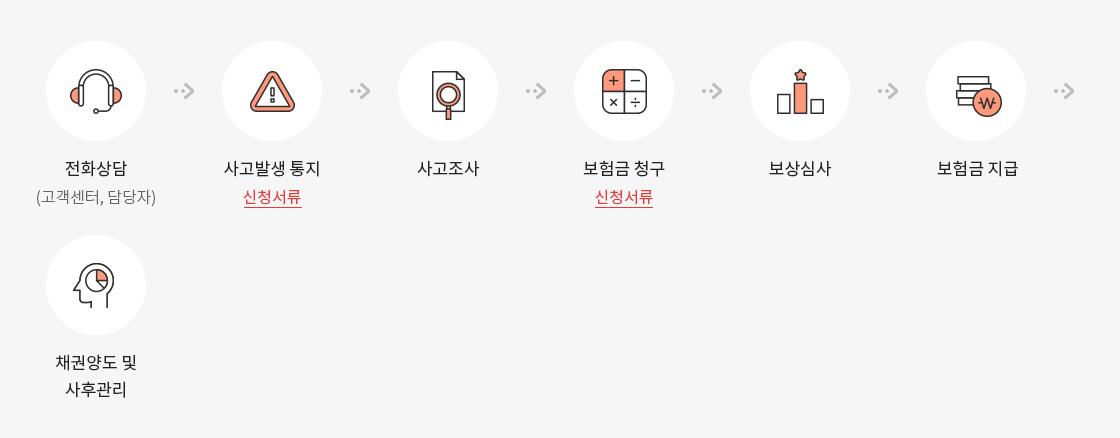 전화상담
(고객센터, 담당자)
사고발생 통지
신청서류
사고조사
보험금 청구
신청서류
보상심사
보험금 지급
채권양도 및
사후관리